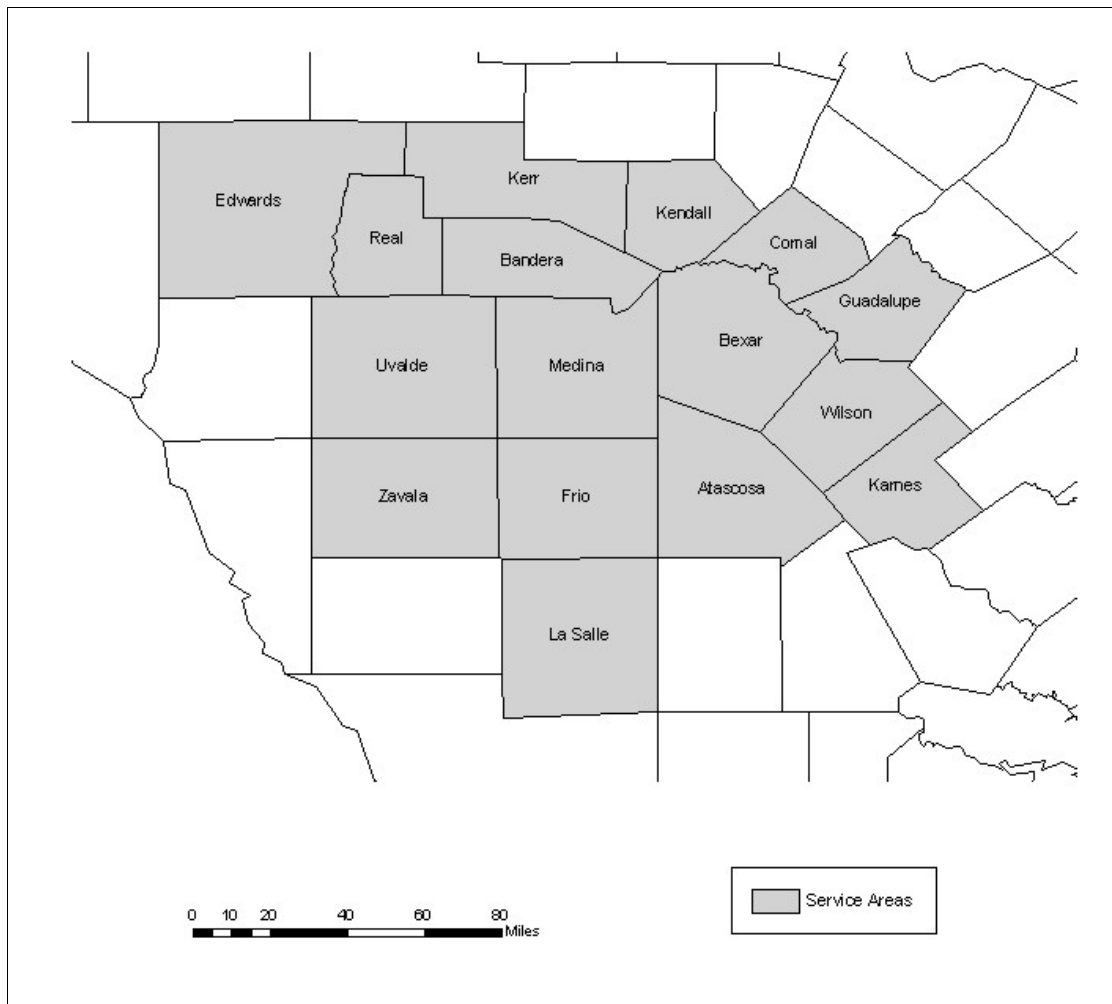 Kerr
Edwards
Kendall
Real
Comal
Bandera
Guadalupe
Bexar
Uvalde
Medina
Wilson
Atascosa
Karnes
Zavala
Frio
La Salle
0 10 20 40 60 80
Miles
Service Areas